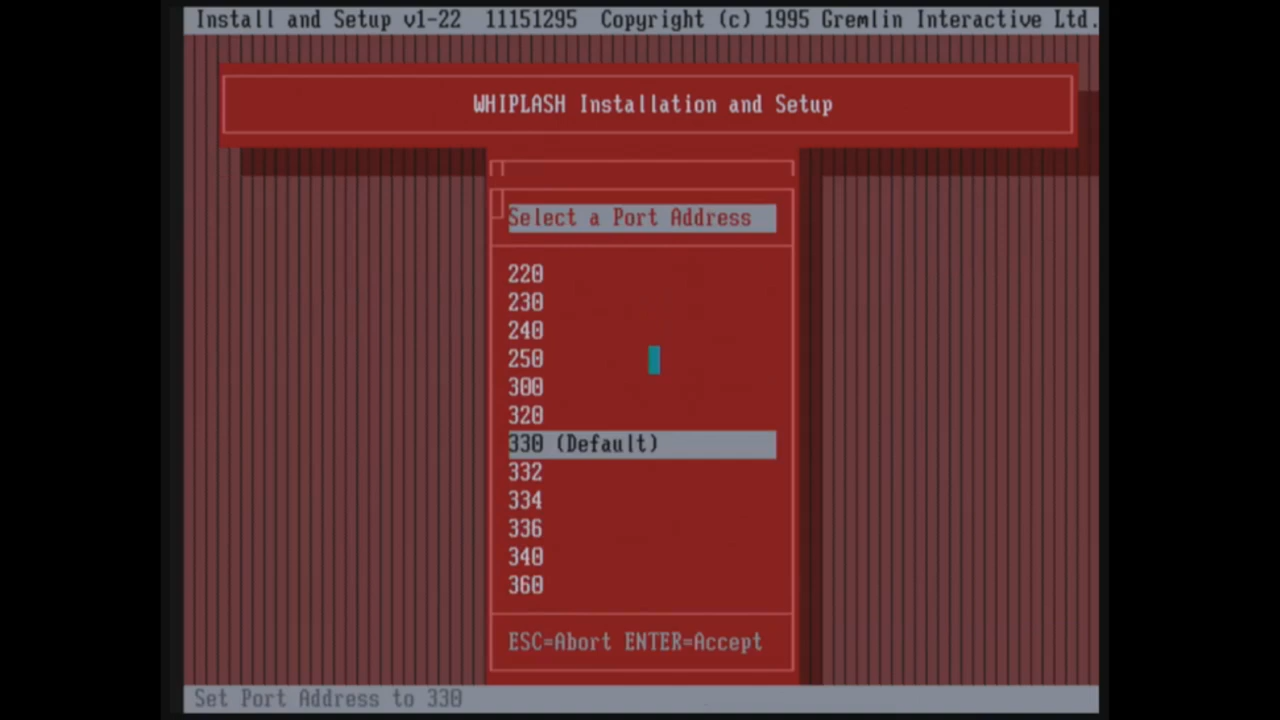 Install and Setup v1-22  11151295  Copyright (c) 1995 Gremlin Interactive Ltd.
WHIPLASH Installation and Setup
Select a Port Address
220
230
240
250
300
320
330 (Default)
332
334
336
340
360
ESC=Abort ENTER=Accept
Set Port Address to 330